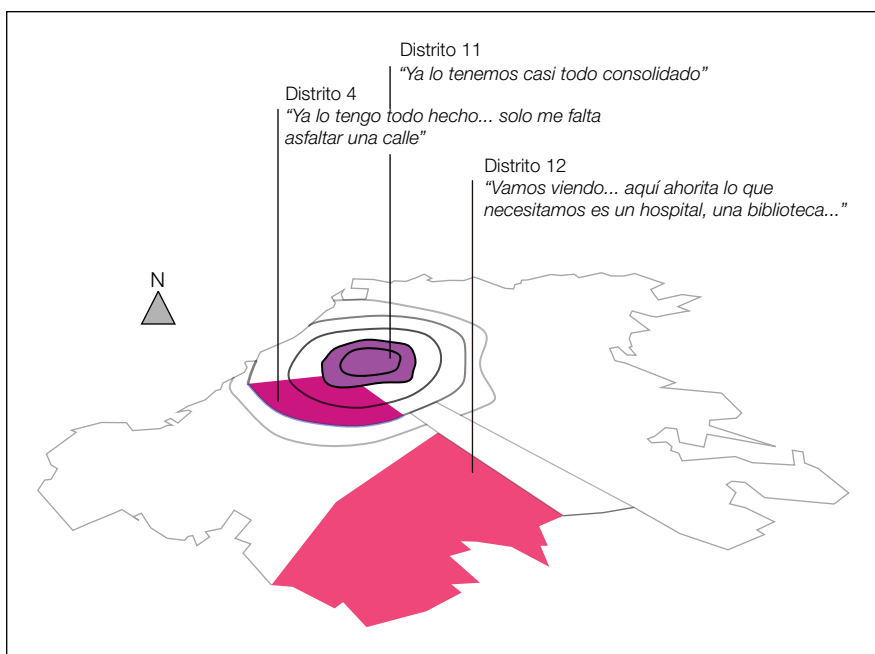 Distrito 11
“Ya lo tenemos casi todo consolidado”
Distrito 4
“Ya lo tengo todo hecho... solo me falta
asfaltar una calle”
Distrito 12
“Vamos viendo... aquí ahorita lo que
necesitamos es un hospital, una biblioteca...”
N